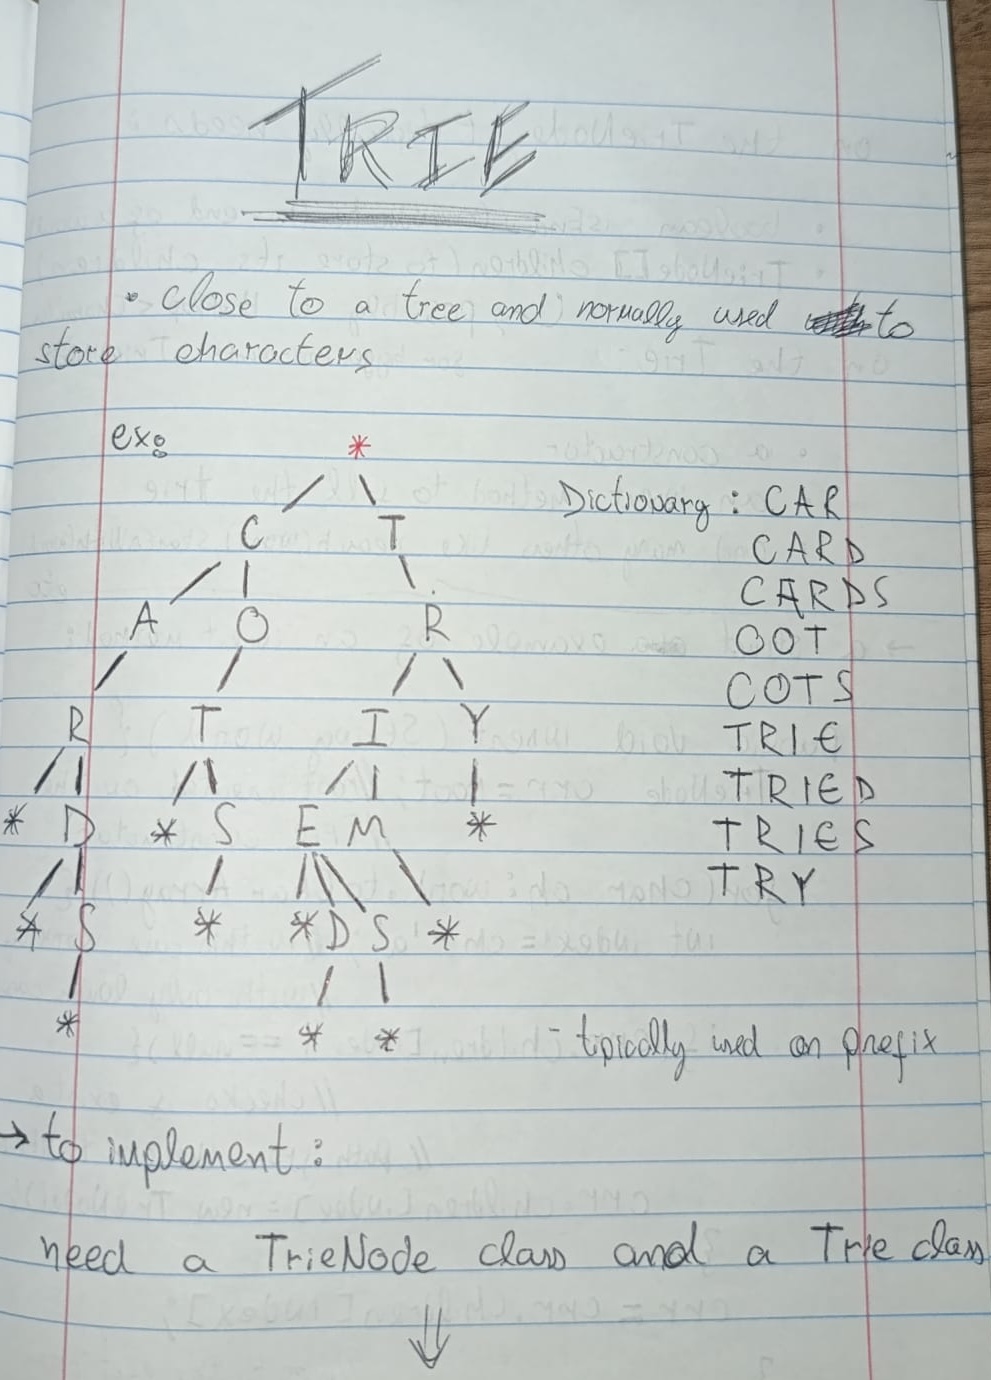 TRIE
• close to a tree and normally used to
store characters
ex:
*
Dictionary : CAR
C T
CARD
CARDS
A O R
COT
COTS
R T I Y
TRIE
* D * S E M *
TRIED
TRIES
TRY
* S * * D S *
* * *
- tipically used on prefix
→ to implement :
need a TrieNode class and a Trie class
⇓